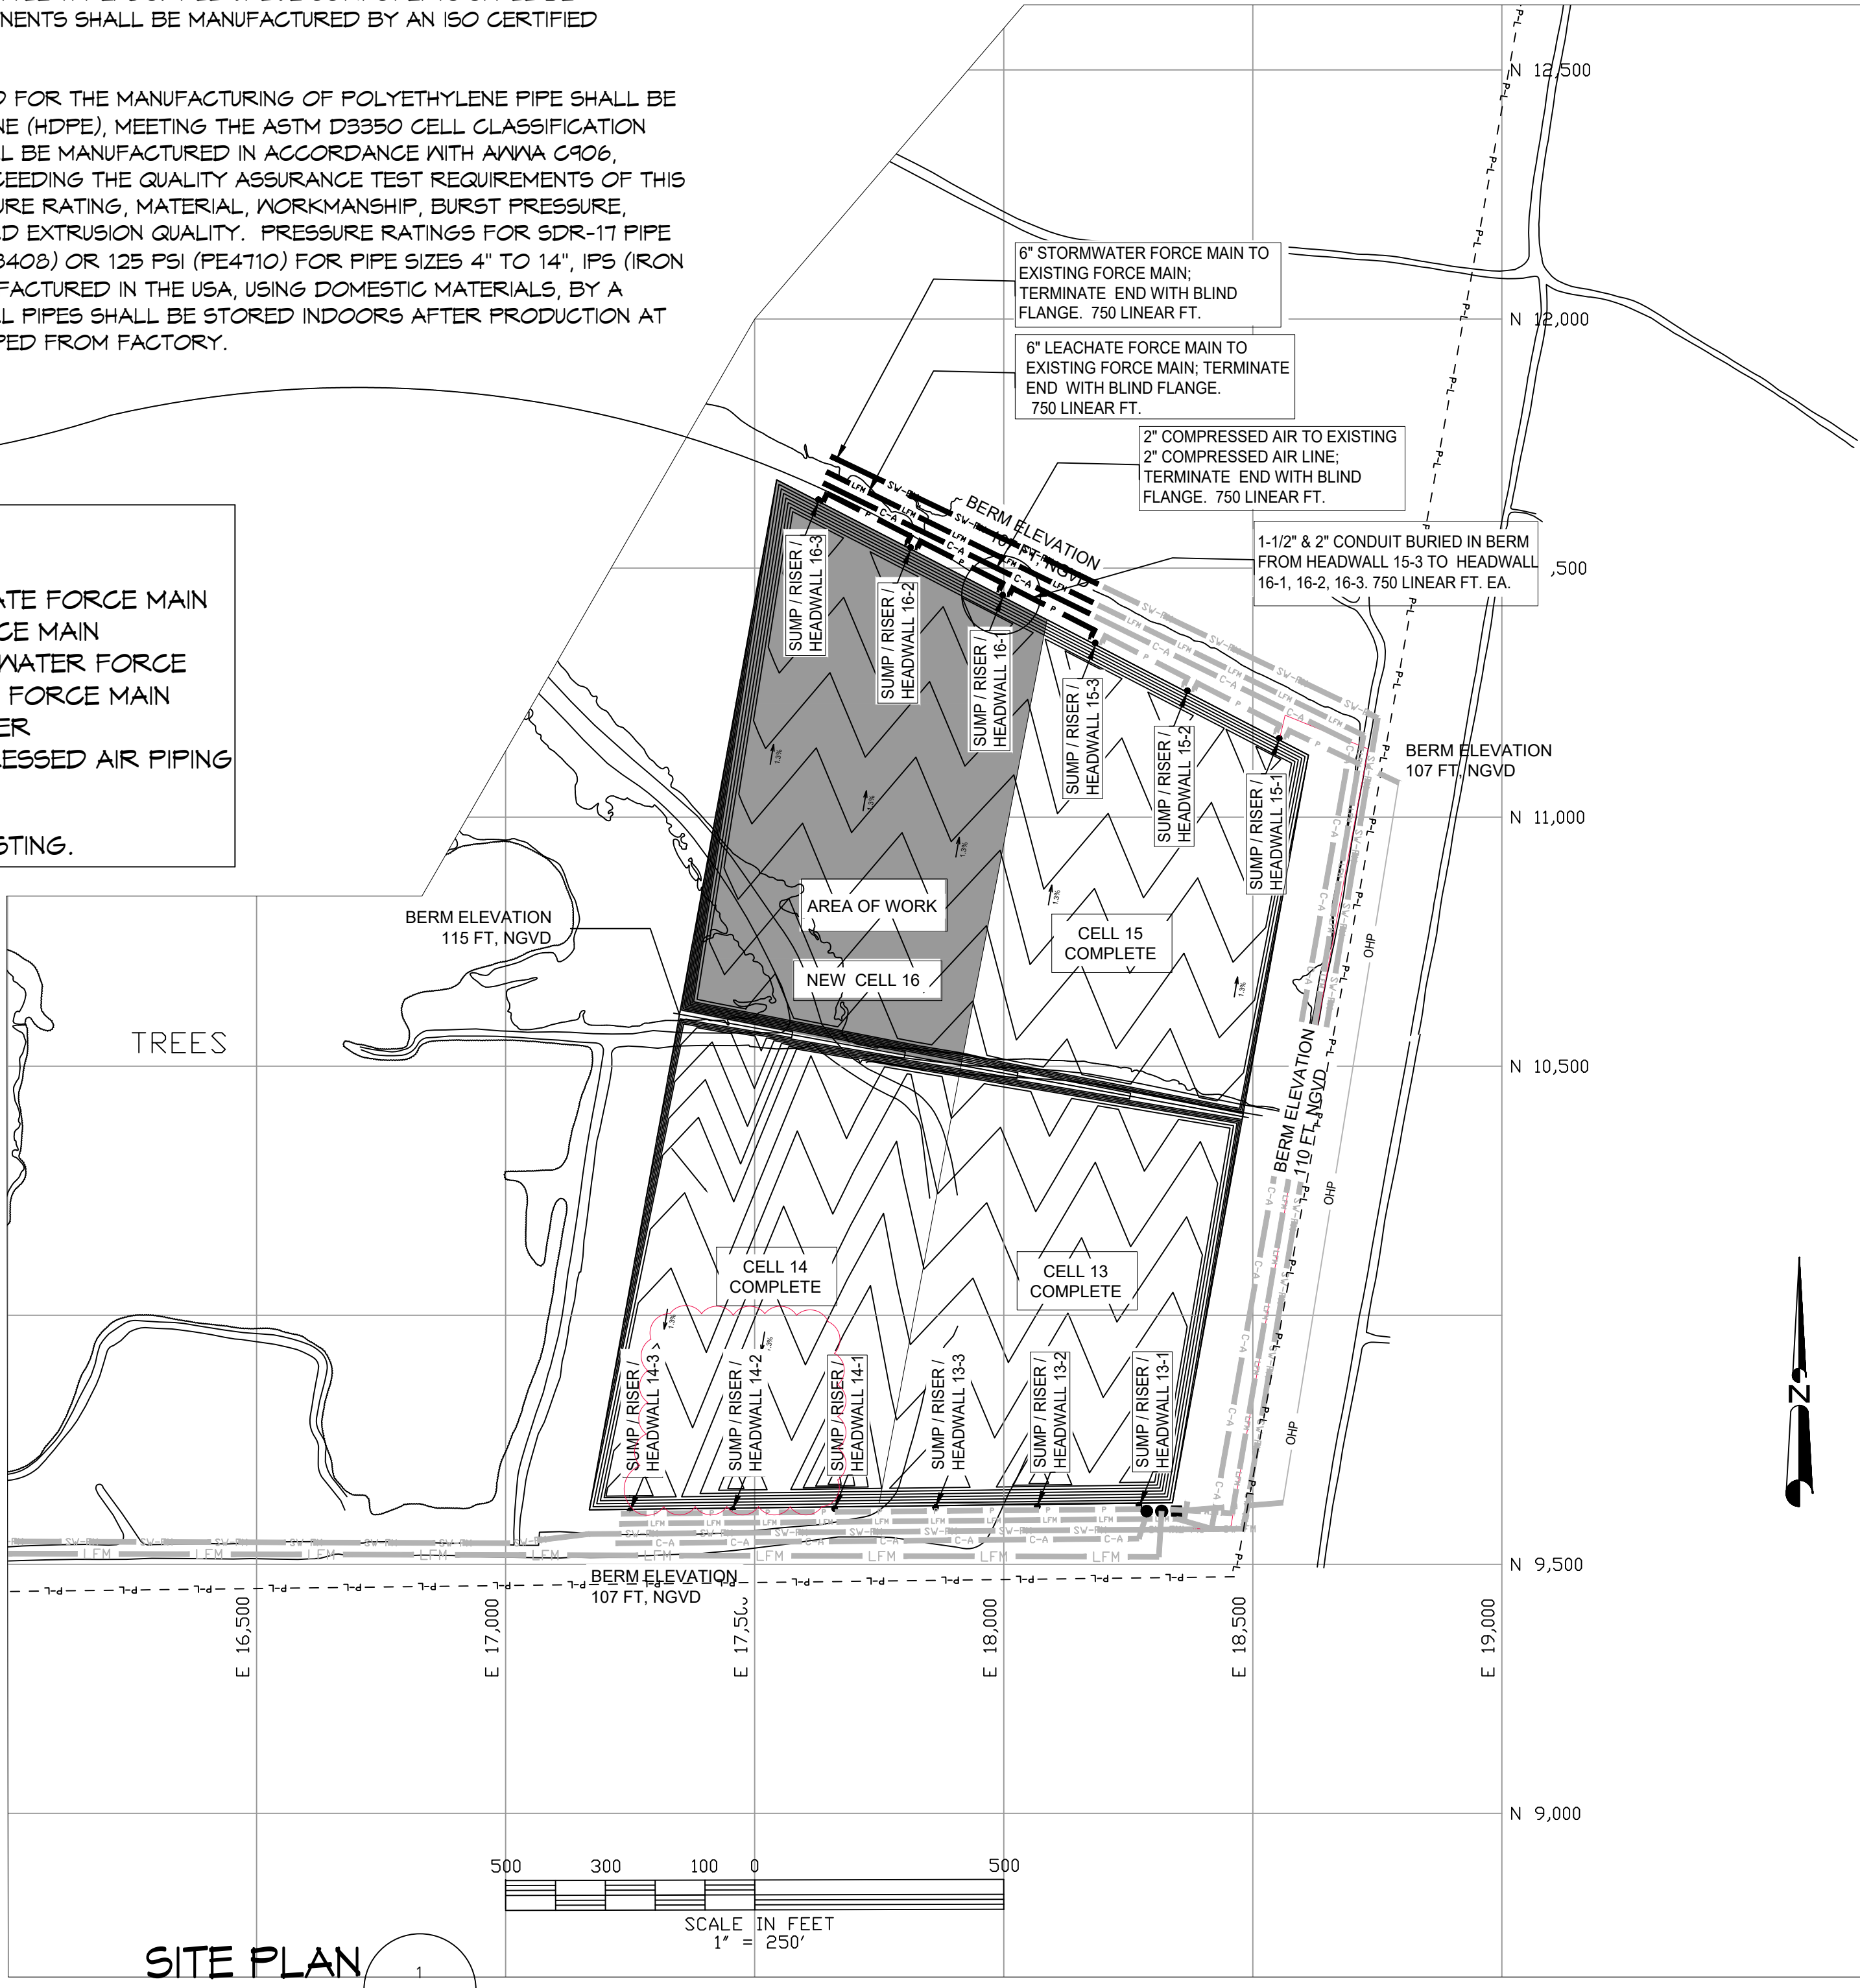 NENTS SHALL BE MANUFACTURED BY AN ISO CERTIFIED
FOR THE MANUFACTURING OF POLYETHYLENE PIPE SHALL BE
NE (HDPE), MEETING THE ASTM D3350 CELL CLASSIFICATION
L BE MANUFACTURED IN ACCORDANCE WITH AWWA C906,
CEEDING THE QUALITY ASSURANCE TEST REQUIREMENTS OF THIS
URE RATING, MATERIAL, WORKMANSHIP, BURST PRESSURE,
D EXTRUSION QUALITY. PRESSURE RATINGS FOR SDR-17 PIPE
3408) OR 125 PSI (PE4710) FOR PIPE SIZES 4" TO 14", IPS (IRON
FACTURED IN THE USA, USING DOMESTIC MATERIALS, BY A
L PIPES SHALL BE STORED INDOORS AFTER PRODUCTION AT
PED FROM FACTORY.
ATE FORCE MAIN
CE MAIN
WATER FORCE
FORCE MAIN
ER
RESSED AIR PIPING
STING.
N 12,500
6" STORMWATER FORCE MAIN TO
EXISTING FORCE MAIN;
TERMINATE END WITH BLIND
FLANGE. 750 LINEAR FT.
N 12,000
6" LEACHATE FORCE MAIN TO
EXISTING FORCE MAIN; TERMINATE
END WITH BLIND FLANGE.
750 LINEAR FT.
2" COMPRESSED AIR TO EXISTING
2" COMPRESSED AIR LINE;
TERMINATE END WITH BLIND
FLANGE. 750 LINEAR FT.
1-1/2" & 2" CONDUIT BURIED IN BERM
FROM HEADWALL 15-3 TO HEADWALL
16-1, 16-2, 16-3. 750 LINEAR FT. EA.
,500
BERM ELEVATION
107 FT, NGVD
SUMP / RISER /
HEADWALL 16-3
SUMP / RISER /
HEADWALL 16-2
SUMP / RISER /
HEADWALL 16-1
SUMP / RISER /
HEADWALL 15-3
SUMP / RISER /
HEADWALL 15-2
SUMP / RISER /
HEADWALL 15-1
BERM ELEVATION
107 FT, NGVD
N 11,000
AREA OF WORK
NEW CELL 16
CELL 15
COMPLETE
BERM ELEVATION
115 FT, NGVD
TREES
N 10,500
BERM ELEVATION
110 FT, NGVD
OHP
OHP
OHP
CELL 14
COMPLETE
CELL 13
COMPLETE
SUMP / RISER /
HEADWALL 14-3
SUMP / RISER /
HEADWALL 14-2
SUMP / RISER /
HEADWALL 14-1
SUMP / RISER /
HEADWALL 13-3
SUMP / RISER /
HEADWALL 13-2
SUMP / RISER /
HEADWALL 13-1
N
N 9,500
BERM ELEVATION
107 FT, NGVD
E 16,500
E 17,000
E 17,500
E 18,000
E 18,500
E 19,000
N 9,000
500 300 100 0 500
SCALE IN FEET
1" = 250'
SITE PLAN
1